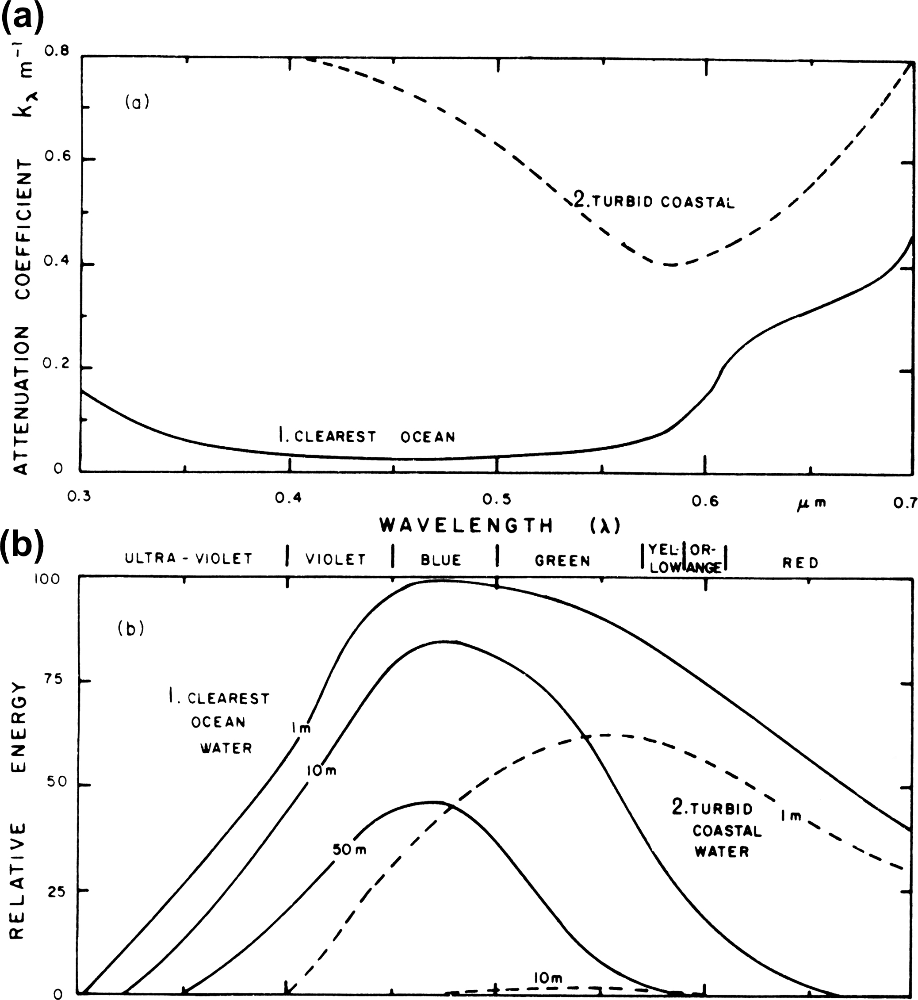 (a)
ATTENUATION COEFFICIENT kλ m⁻¹
0.8
0.6
0.4
0.2
0
(a)
2. TURBID COASTAL
1. CLEAREST OCEAN
0.3 0.4 0.5 0.6 μm 0.7
WAVELENGTH (λ)
(b)
ULTRA-VIOLET | VIOLET | BLUE | GREEN | YEL-LOW | OR-ANGE | RED
RELATIVE ENERGY
100
75
50
25
0
(b)
1. CLEAREST
OCEAN
WATER
1m
10m
50m
2. TURBID
COASTAL
WATER
1m
10m